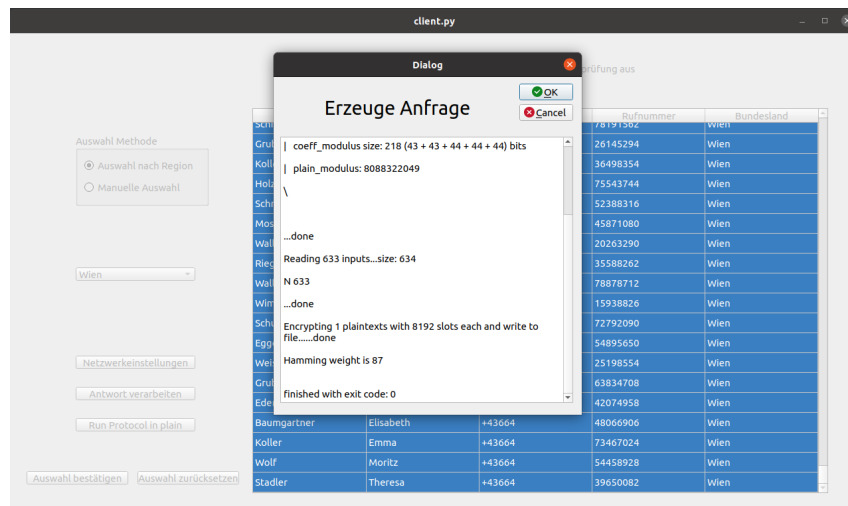 client.py
Dialog
prüfung aus
OK
Erzeuge Anfrage
Cancel
Rufnummer Bundesland
78191562 Wien
Auswahl Methode
| coeff_modulus size: 218 (43 + 43 + 44 + 44 + 44) bits
26145294 Wien
Auswahl nach Region
| plain_modulus: 8088322049
36498354 Wien
Manuelle Auswahl
\
75543744 Wien
52388316 Wien
45871080 Wien
...done
20263290 Wien
Reading 633 inputs...size: 634
35588262 Wien
Wien
N 633
78878712 Wien
...done
15938826 Wien
Encrypting 1 plaintexts with 8192 slots each and write to
file......done
72792090 Wien
54895650 Wien
Netzwerkeinstellungen
Hamming weight is 87
25198554 Wien
63834708 Wien
Antwort verarbeiten
finished with exit code: 0
42074958 Wien
Run Protocol in plain
Baumgartner Elisabeth +43664 48066906 Wien
Koller Emma +43664 73467024 Wien
Wolf Moritz +43664 54458928 Wien
Auswahl bestätigen Auswahl zurücksetzen
Stadler Theresa +43664 39650082 Wien